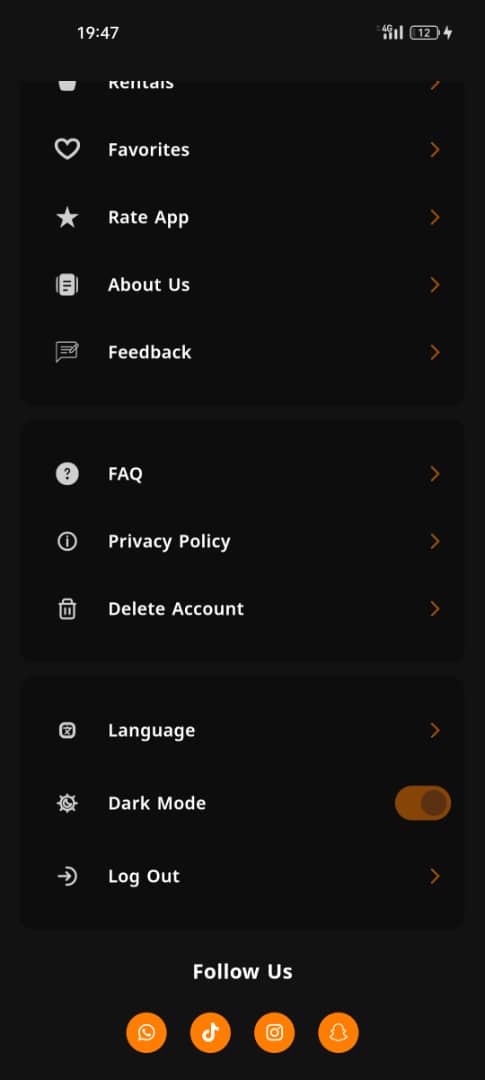 19:47
4G
12
Rentals
Favorites
Rate App
About Us
Feedback
FAQ
Privacy Policy
Delete Account
Language
Dark Mode
Log Out
Follow Us